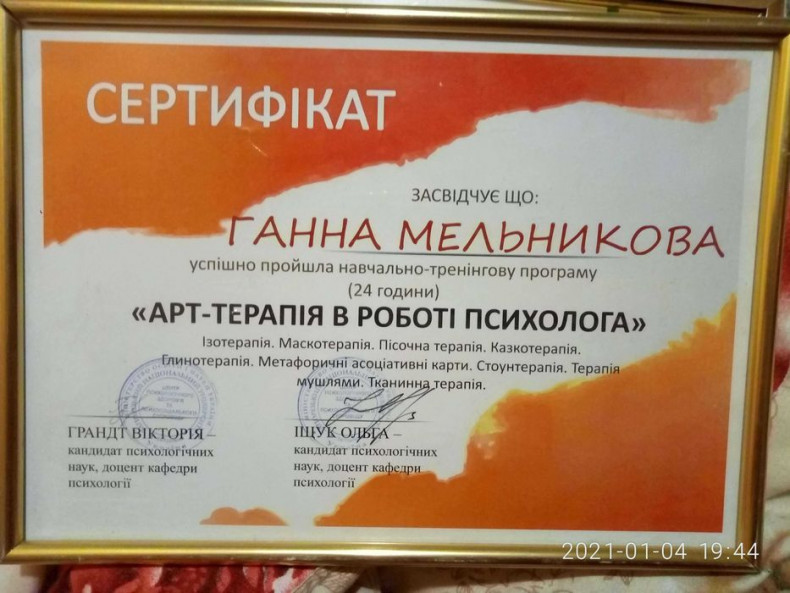 СЕРТИФІКАТ
ЗАСВІДЧУЄ ЩО:
ГАННА МЕЛЬНИКОВА
успішно пройшла навчально-тренінгову програму
(24 години)
«АРТ-ТЕРАПІЯ В РОБОТІ ПСИХОЛОГА»
Ізотерапія. Маскотерапія. Пісочна терапія. Казкотерапія.
Глинотерапія. Метафоричні асоціативні карти. Стоунтерапія. Терапія
мушлями. Тканинна терапія.
ГРАНДТ ВІКТОРІЯ –
кандидат психологічних
наук, доцент кафедри
психології
ІЩУК ОЛЬГА –
кандидат психологічних
наук, доцент кафедри
психології
2021-01-04 19:44